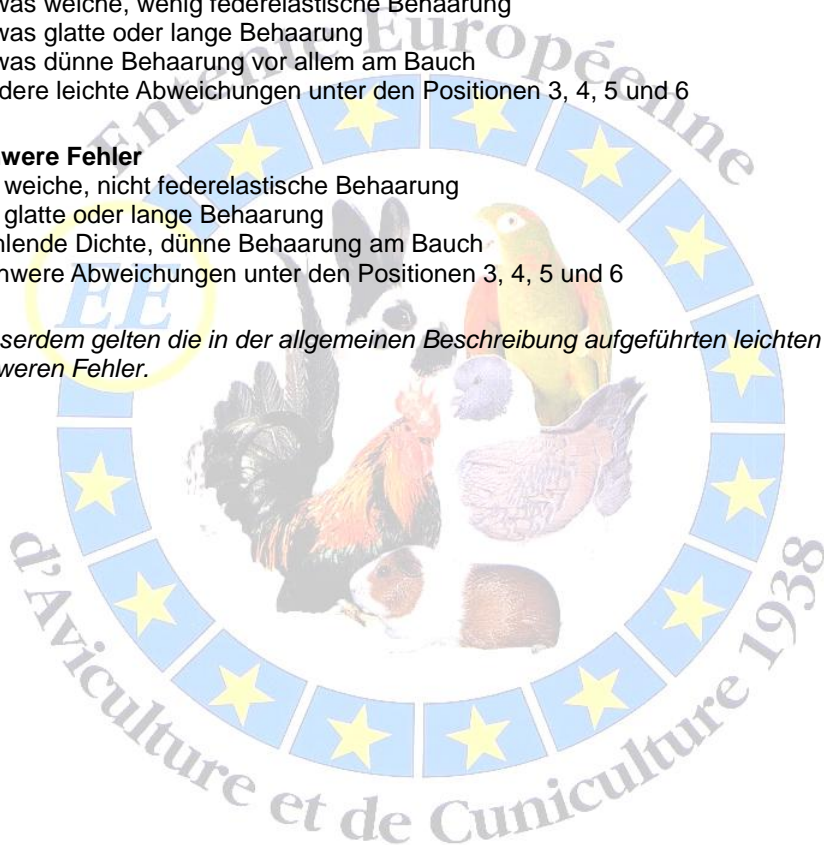 was weiche, wenig federelastische Behaarung
was glatte oder lange Behaarung
was dünne Behaarung vor allem am Bauch
dere leichte Abweichungen unter den Positionen 3, 4, 5 und 6
were Fehler
weiche, nicht federelastische Behaarung
glatte oder lange Behaarung
lende Dichte, dünne Behaarung am Bauch
were Abweichungen unter den Positionen 3, 4, 5 und 6
serdem gelten die in der allgemeinen Beschreibung aufgeführten leichten
weren Fehler.
Entente Européenne
EE
d'Aviculture et de Cuniculture 1938